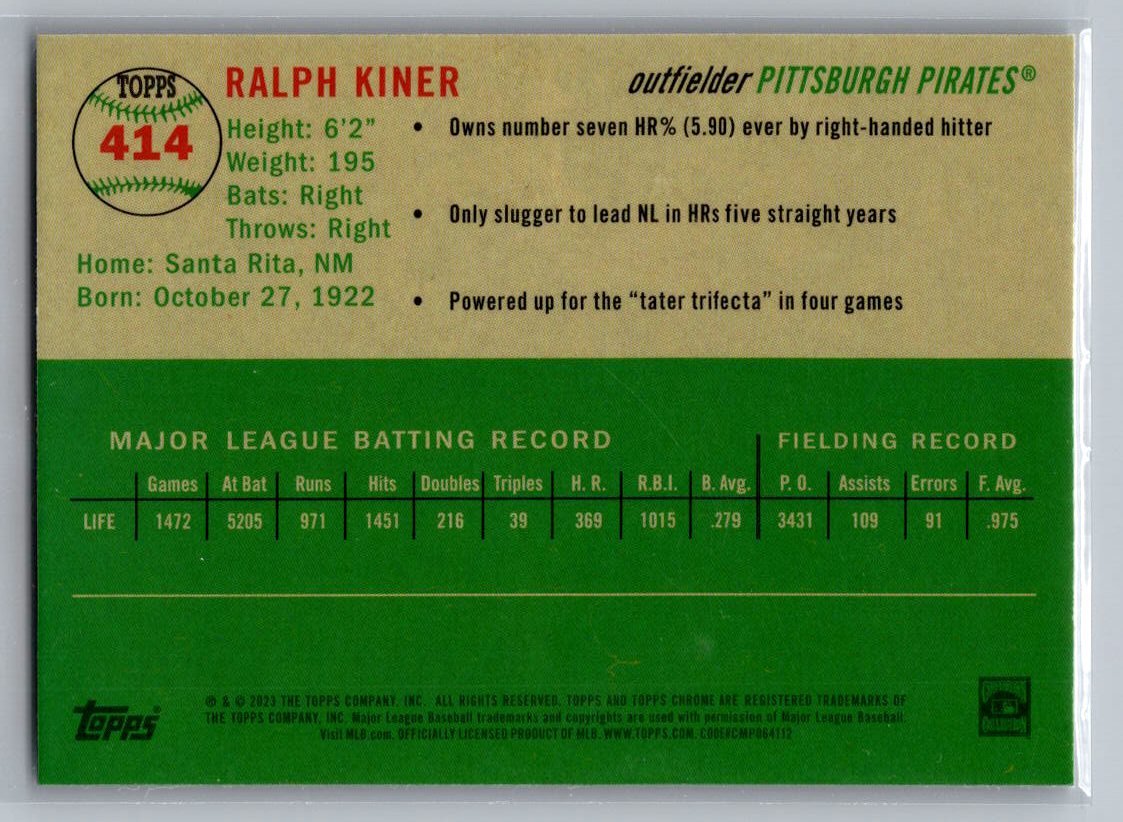 TOPPS
414
RALPH KINER
outfielder PITTSBURGH PIRATES®
Height: 6'2"
Weight: 195
Bats: Right
Throws: Right
Home: Santa Rita, NM
Born: October 27, 1922
• Owns number seven HR% (5.90) ever by right-handed hitter
• Only slugger to lead NL in HRs five straight years
• Powered up for the “tater trifecta” in four games
MAJOR LEAGUE BATTING RECORD FIELDING RECORD
Games At Bat Runs Hits Doubles Triples H. R. R.B.I. B. Avg. P. O. Assists Errors F. Avg.
LIFE 1472 5205 971 1451 216 39 369 1015 .279 3431 109 91 .975
topps®
® & © 2023 THE TOPPS COMPANY, INC. ALL RIGHTS RESERVED. TOPPS AND TOPPS CHROME ARE REGISTERED TRADEMARKS OF
THE TOPPS COMPANY, INC. Major League Baseball trademarks and copyrights are used with permission of Major League Baseball.
Visit MLB.com. OFFICIALLY LICENSED PRODUCT OF MLB. WWW.TOPPS.COM. CODE#CMP064112